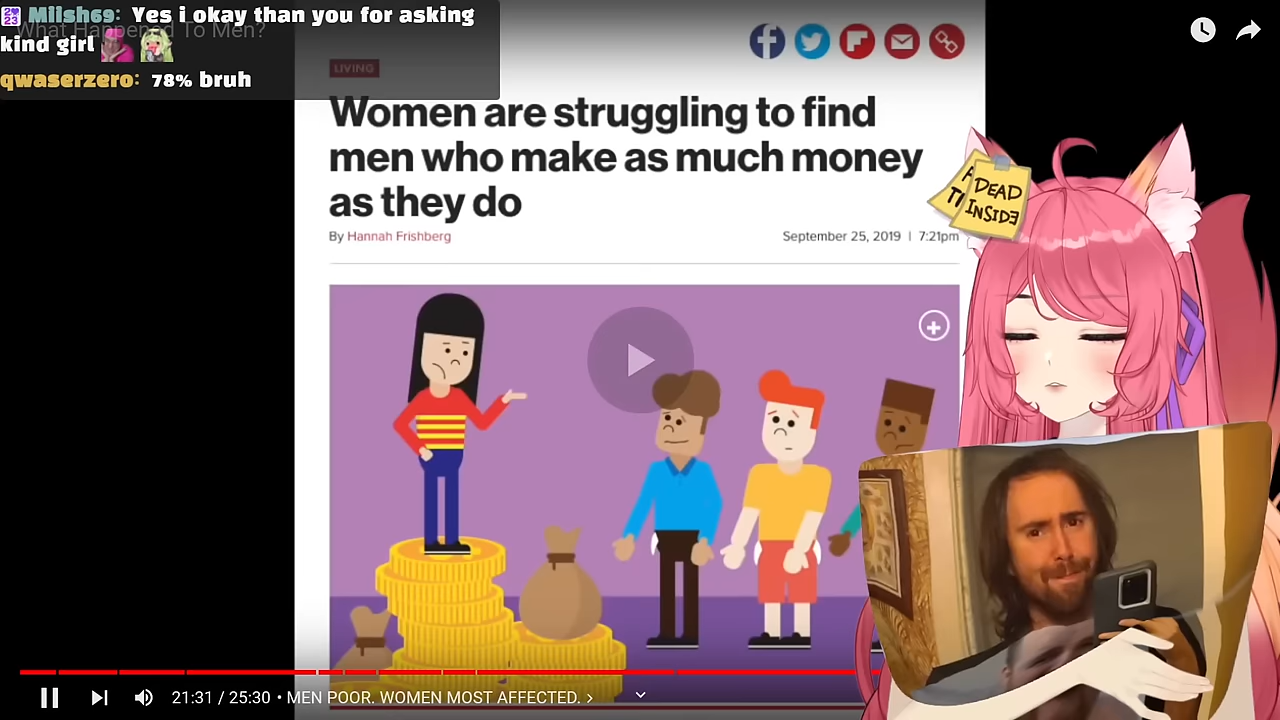 Miish69: Yes i okay than you for asking
kind girl
What Happened To Men?
qwaserzero: 78% bruh
LIVING
Women are struggling to find
men who make as much money
as they do
By Hannah Frishberg
September 25, 2019 | 7:21pm
DEAD
INSIDE
21:31 / 25:30 • MEN POOR. WOMEN MOST AFFECTED. >